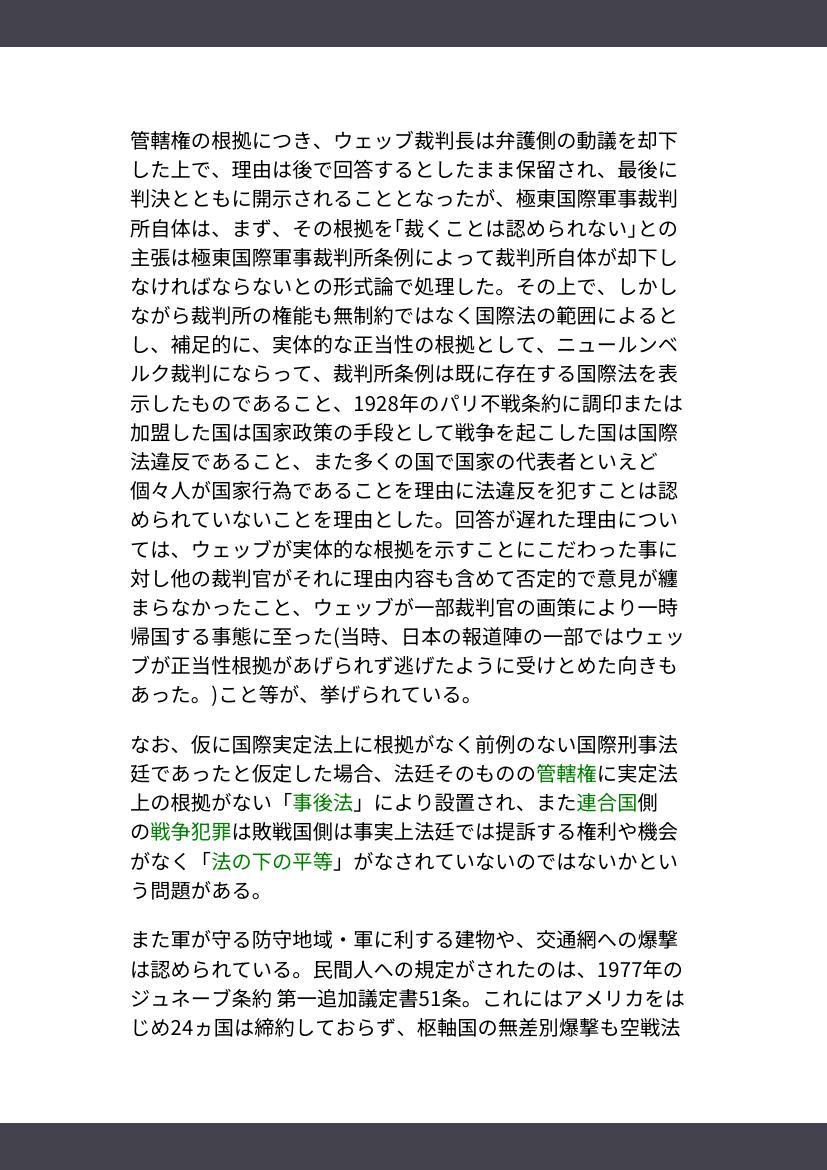 管轄権の根拠につき、ウェッブ裁判長は弁護側の動議を却下
した上で、理由は後で回答するとしたまま保留され、最後に
判決とともに開示されることとなったが、極東国際軍事裁判
所自体は、まず、その根拠を｢裁くことは認められない｣との
主張は極東国際軍事裁判所条例によって裁判所自体が却下し
なければならないとの形式論で処理した。その上で、しかし
ながら裁判所の権能も無制約ではなく国際法の範囲によると
し、補足的に、実体的な正当性の根拠として、ニュールンベ
ルク裁判にならって、裁判所条例は既に存在する国際法を表
示したものであること、1928年のパリ不戦条約に調印または
加盟した国は国家政策の手段として戦争を起こした国は国際
法違反であること、また多くの国で国家の代表者といえど
個々人が国家行為であることを理由に法違反を犯すことは認
められていないことを理由とした。回答が遅れた理由につい
ては、ウェッブが実体的な根拠を示すことにこだわった事に
対し他の裁判官がそれに理由内容も含めて否定的で意見が纏
まらなかったこと、ウェッブが一部裁判官の画策により一時
帰国する事態に至った(当時、日本の報道陣の一部ではウェッ
ブが正当性根拠があげられず逃げたように受けとめた向きも
あった。)こと等が、挙げられている。
なお、仮に国際実定法上に根拠がなく前例のない国際刑事法
廷であったと仮定した場合、法廷そのものの管轄権に実定法
上の根拠がない「事後法」により設置され、また連合国側
の戦争犯罪は敗戦国側は事実上法廷では提訴する権利や機会
がなく「法の下の平等」がなされていないのではないかとい
う問題がある。
また軍が守る防守地域・軍に利する建物や、交通網への爆撃
は認められている。民間人への規定がされたのは、1977年の
ジュネーブ条約 第一追加議定書51条。これにはアメリカをは
じめ24ヵ国は締約しておらず、枢軸国の無差別爆撃も空戦法